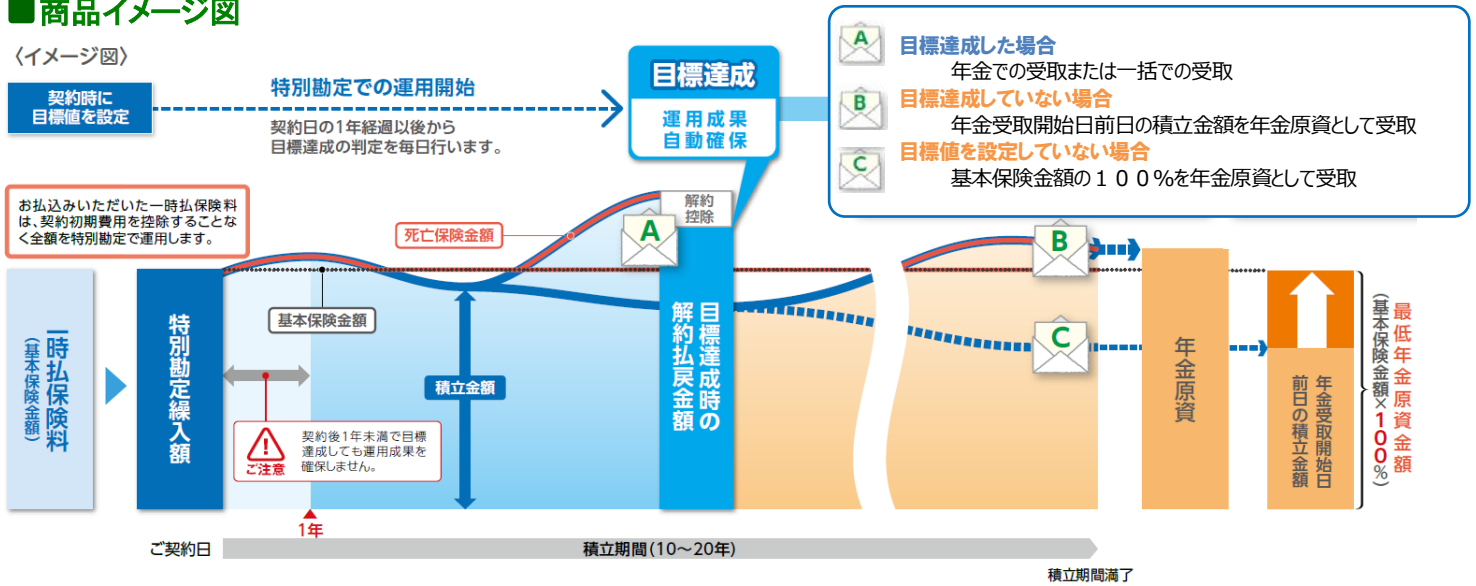 ■商品イメージ図
〈イメージ図〉
契約時に
目標値を設定
特別勘定での運用開始
契約日の1年経過以後から
目標達成の判定を毎日行います。
目標達成
運用成果
自動確保
A
目標達成した場合
年金での受取または一括での受取
B
目標達成していない場合
年金受取開始日前日の積立金額を年金原資として受取
C
目標値を設定していない場合
基本保険金額の100%を年金原資として受取
お払込みいただいた一時払保険料
は、契約初期費用を控除することな
く全額を特別勘定で運用します。
死亡保険金額
解約
控除
A
B
C
基本保険金額
積立金額
一時払保険料
(基本保険金額)
特別勘定繰入額
ご注意
契約後1年未満で目標
達成しても運用成果を
確保しません。
目標達成時の
解約払戻金額
年金原資
年金受取開始日
前日の積立金額
最低年金原資金額
(基本保険金額×100%)
1年
ご契約日
積立期間(10～20年)
積立期間満了